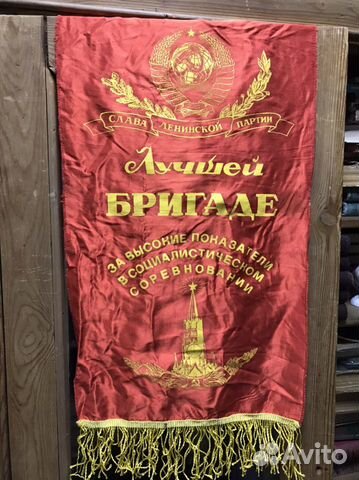 СЛАВА ЛЕНИНСКОЙ ПАРТИИ
Лучшей
БРИГАДЕ
ЗА ВЫСОКИЕ ПОКАЗАТЕЛИ
В СОЦИАЛИСТИЧЕСКОМ
СОРЕВНОВАНИИ
Avito